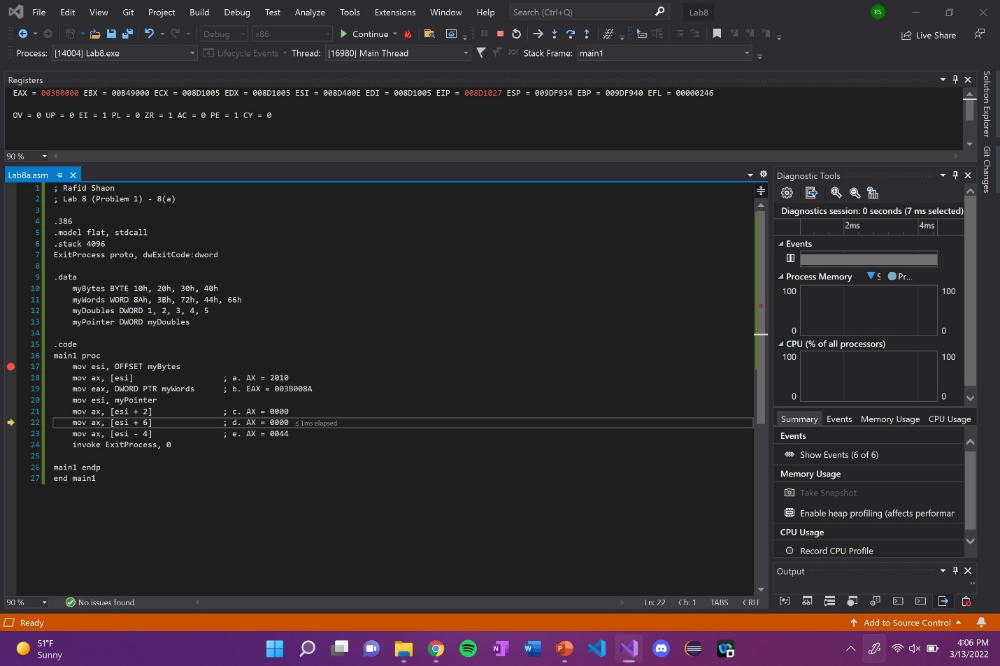 File Edit View Git Project Build Debug Test Analyze Tools Extensions Window Help Search (Ctrl+Q) Lab8 RS
Debug x86 Continue Live Share
Process: [14004] Lab8.exe Lifecycle Events Thread: [16980] Main Thread Stack Frame: main1
Registers
EAX = 003B0000 EBX = 00B49000 ECX = 008D1005 EDX = 008D1005 ESI = 008D400E EDI = 008D1005 EIP = 008D1027 ESP = 009DF934 EBP = 009DF940 EFL = 00000246
OV = 0 UP = 0 EI = 1 PL = 0 ZR = 1 AC = 0 PE = 1 CY = 0
90 %
Solution Explorer
Git Changes
Lab8a.asm
1 ; Rafid Shaon
2 ; Lab 8 (Problem 1) - 8(a)
3
4 .386
5 .model flat, stdcall
6 .stack 4096
7 ExitProcess proto, dwExitCode:dword
8
9 .data
10 myBytes BYTE 10h, 20h, 30h, 40h
11 myWords WORD 8Ah, 3Bh, 72h, 44h, 66h
12 myDoubles DWORD 1, 2, 3, 4, 5
13 myPointer DWORD myDoubles
14
15 .code
16 main1 proc
17 mov esi, OFFSET myBytes
18 mov ax, [esi] ; a. AX = 2010
19 mov eax, DWORD PTR myWords ; b. EAX = 003B008A
20 mov esi, myPointer
21 mov ax, [esi + 2] ; c. AX = 0000
22 mov ax, [esi + 6] ; d. AX = 0000 ≤ 1ms elapsed
23 mov ax, [esi - 4] ; e. AX = 0044
24 invoke ExitProcess, 0
25
26 main1 endp
27 end main1
90 % No issues found Ln: 22 Ch: 1 TABS CRLF
Diagnostic Tools
Diagnostics session: 0 seconds (7 ms selected)
2ms 4ms
Events
Process Memory S Pr...
100 100
0 0
CPU (% of all processors)
100 100
0 0
Summary Events Memory Usage CPU Usage
Events
Show Events (6 of 6)
Memory Usage
Take Snapshot
Enable heap profiling (affects performar
CPU Usage
Record CPU Profile
Output
Ready Add to Source Control
51°F
Sunny
4:06 PM
3/13/2022